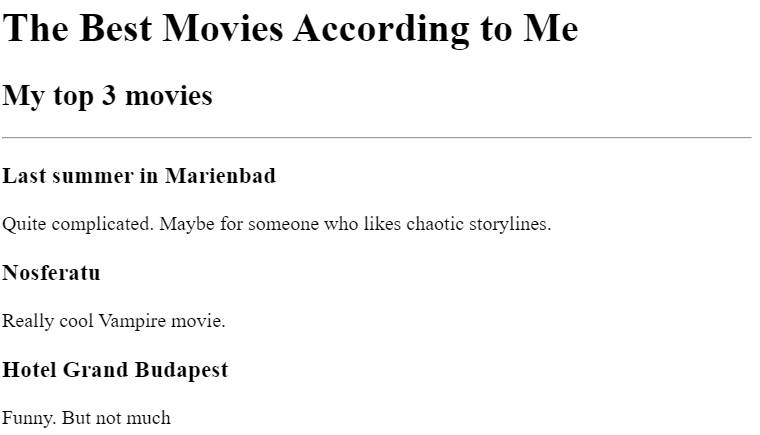 The Best Movies According to Me
My top 3 movies
Last summer in Marienbad
Quite complicated. Maybe for someone who likes chaotic storylines.
Nosferatu
Really cool Vampire movie.
Hotel Grand Budapest
Funny. But not much